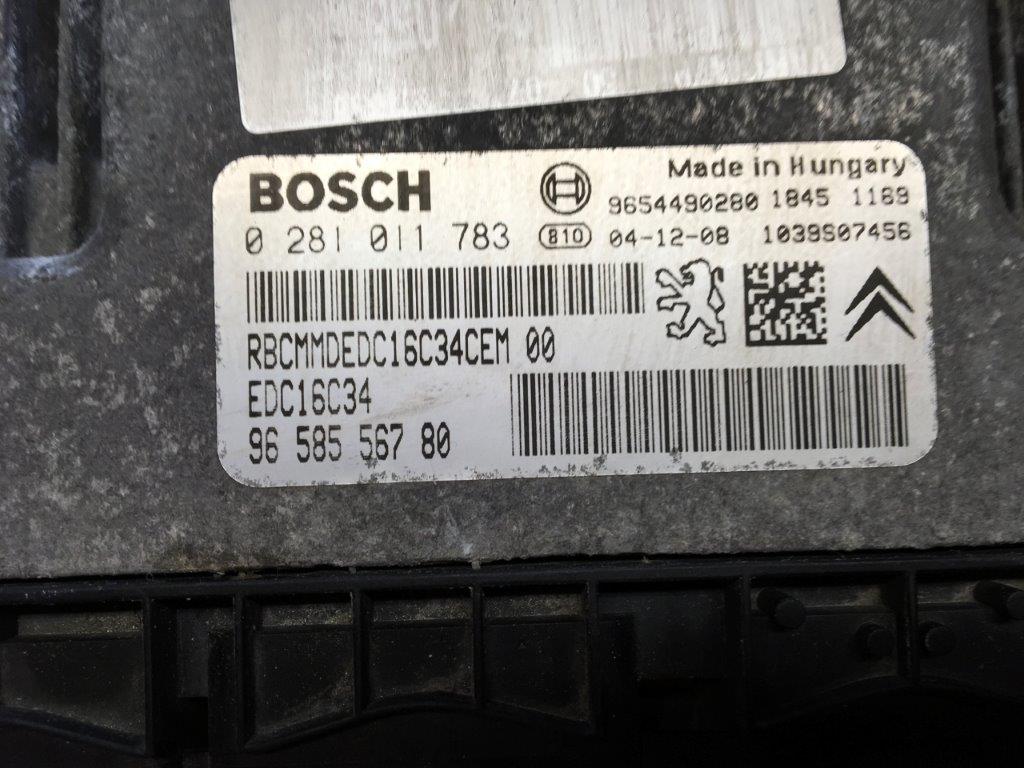 BOSCH
Made in Hungary
9654490280 1845 1169
0 281 011 783 810 04-12-08 1039S07456
RBCMMDEDC16C34CEM 00
EDC16C34
96 585 567 80